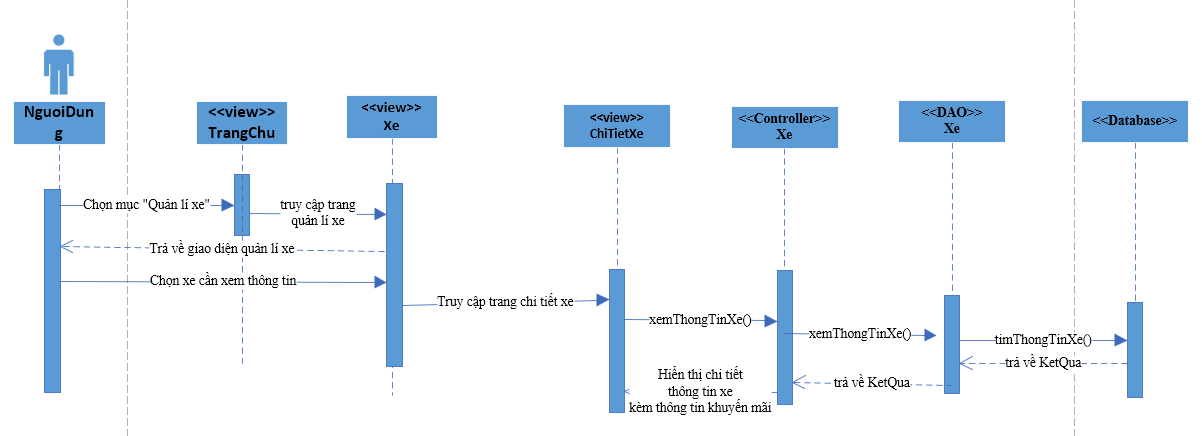 NguoiDun
g
<<view>>
TrangChu
<<view>>
Xe
<<view>>
ChiTietXe
<<Controller>>
Xe
<<DAO>>
Xe
<<Database>>
Chọn mục "Quản lí xe"
truy cập trang
quản lí xe
Trả về giao diện quản lí xe
Chọn xe cần xem thông tin
Truy cập trang chi tiết xe
xemThongTinXe()
xemThongTinXe()
timThongTinXe()
trả về KetQua
trả về KetQua
Hiển thị chi tiết
thông tin xe
kèm thông tin khuyến mãi